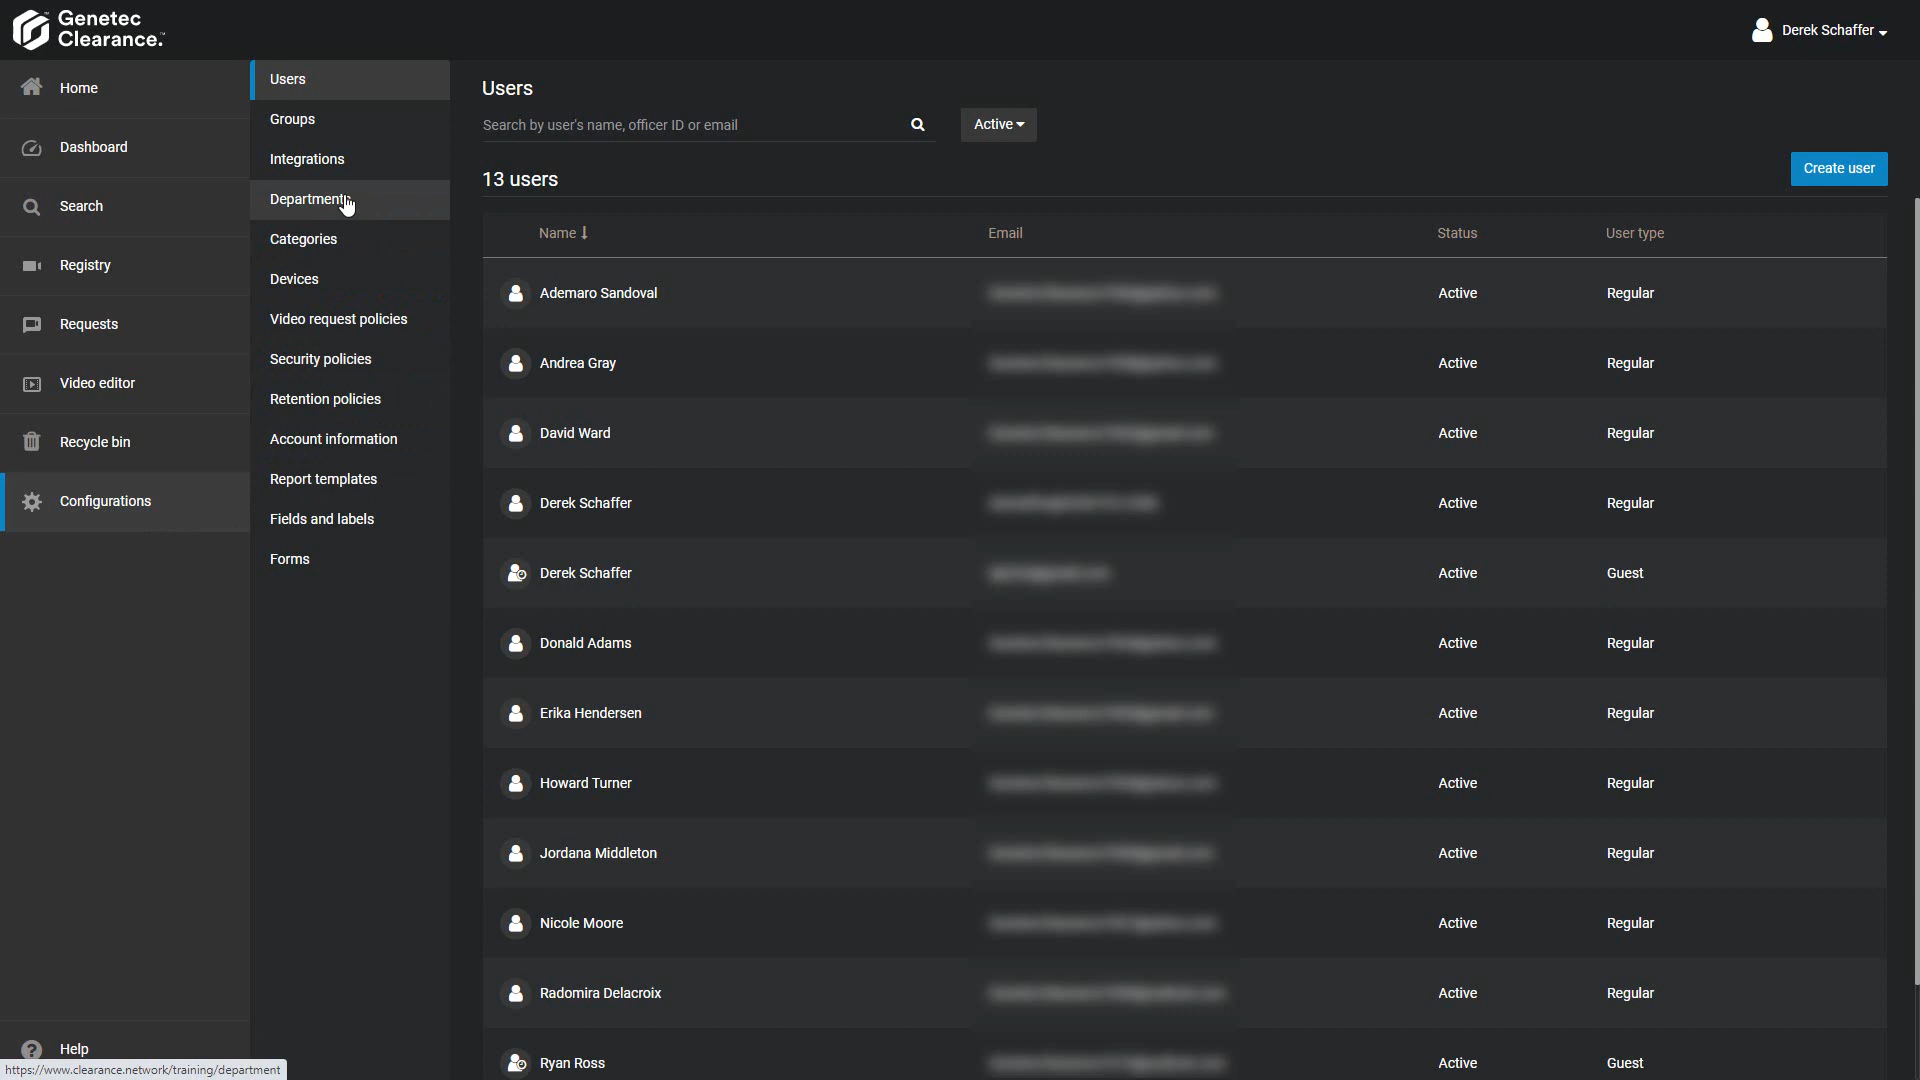 Genetec
Clearance.™
Derek Schaffer
Home
Dashboard
Search
Registry
Requests
Video editor
Recycle bin
Configurations
Help
Users
Groups
Integrations
Departments
Categories
Devices
Video request policies
Security policies
Retention policies
Account information
Report templates
Fields and labels
Forms
Users
Search by user's name, officer ID or email
Active
13 users
Create user
Name Email Status User type
Ademaro Sandoval Active Regular
Andrea Gray Active Regular
David Ward Active Regular
Derek Schaffer Active Regular
Derek Schaffer Active Guest
Donald Adams Active Regular
Erika Hendersen Active Regular
Howard Turner Active Regular
Jordana Middleton Active Regular
Nicole Moore Active Regular
Radomira Delacroix Active Regular
Ryan Ross Active Guest
https://www.clearance.network/training/department